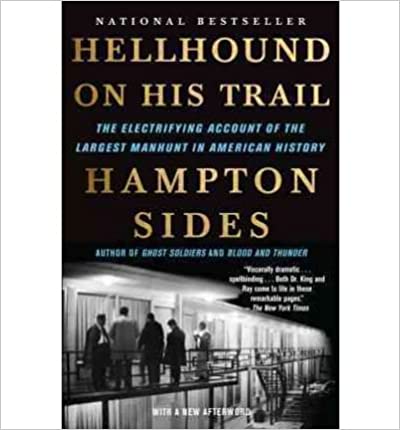 NATIONAL BESTSELLER
HELLHOUND
ON HIS TRAIL
THE ELECTRIFYING ACCOUNT OF THE
LARGEST MANHUNT IN AMERICAN HISTORY
HAMPTON
SIDES
AUTHOR OF GHOST SOLDIERS AND BLOOD AND THUNDER
"Viscerally dramatic . . .
spellbinding . . . Both Dr. King and
Ray come to life in these
remarkable pages."
—The New York Times
WITH A NEW AFTERWORD